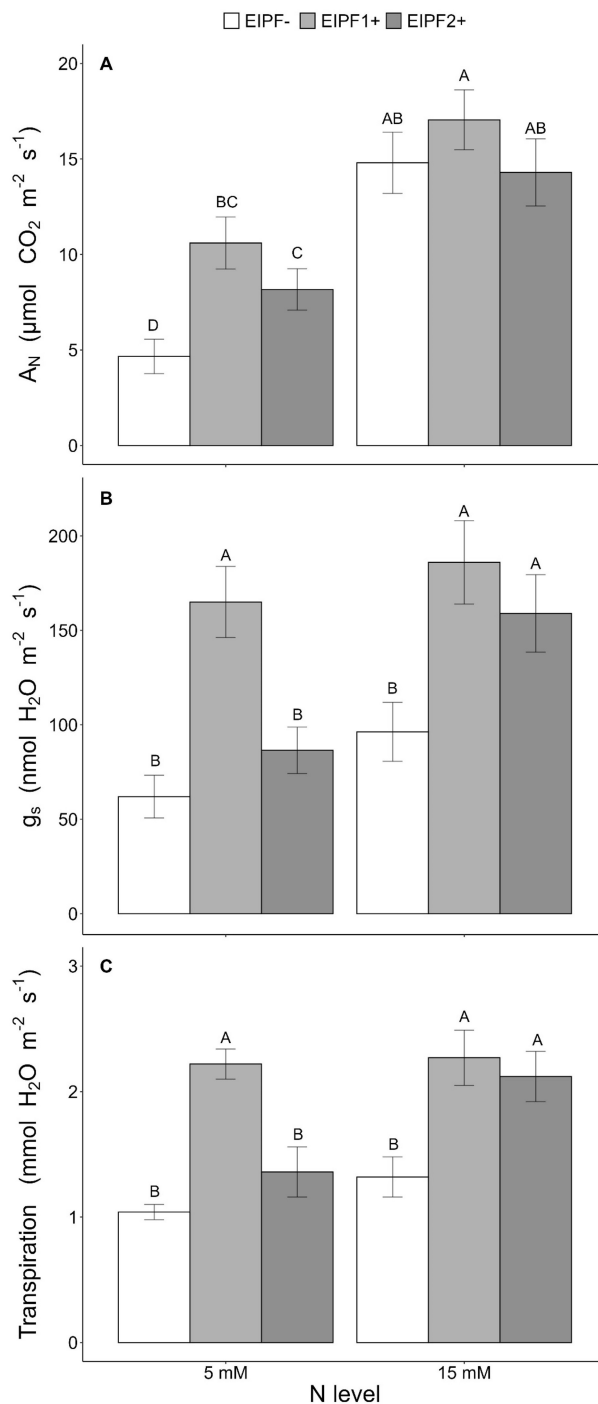 EIPF- EIPF1+ EIPF2+
A
20
15
10
5
0
A_N (µmol CO₂ m⁻² s⁻¹)
D
BC
C
AB
A
AB
B
200
150
100
50
0
gₛ (nmol H₂O m⁻² s⁻¹)
B
A
B
B
A
A
C
3
2
1
0
Transpiration (mmol H₂O m⁻² s⁻¹)
B
A
B
B
A
A
5 mM 15 mM
N level